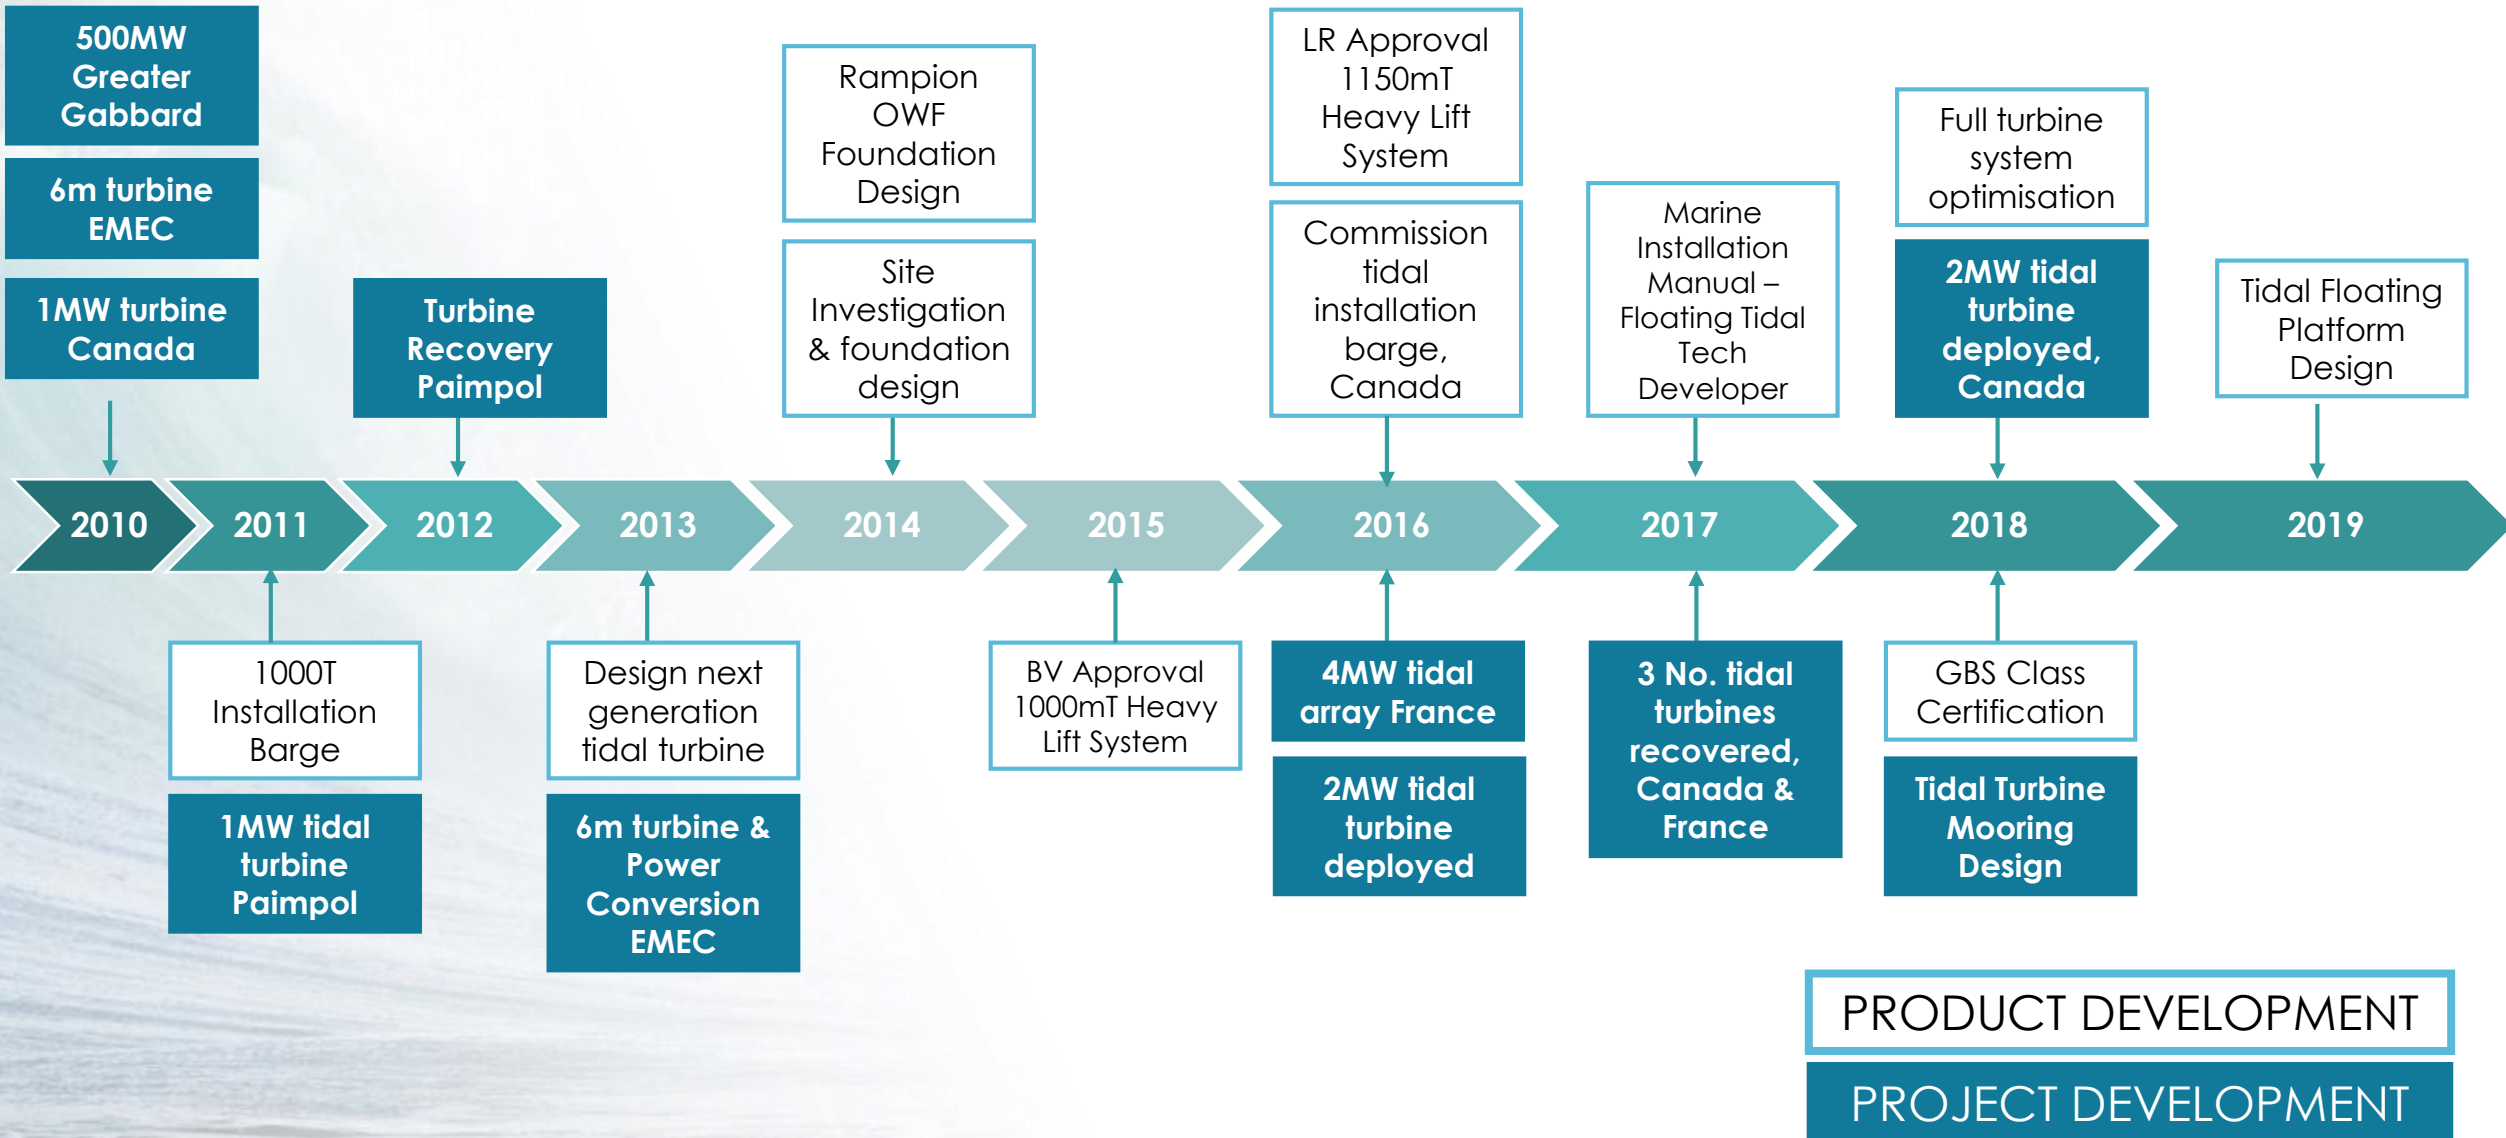 500MW
Greater
Gabbard
6m turbine
EMEC
1MW turbine
Canada
Turbine
Recovery
Paimpol
Rampion
OWF
Foundation
Design
Site
Investigation
& foundation
design
LR Approval
1150mT
Heavy Lift
System
Commission
tidal
installation
barge,
Canada
Marine
Installation
Manual –
Floating Tidal
Tech
Developer
Full turbine
system
optimisation
2MW tidal
turbine
deployed,
Canada
Tidal Floating
Platform
Design
2010
2011
2012
2013
2014
2015
2016
2017
2018
2019
1000T
Installation
Barge
1MW tidal
turbine
Paimpol
Design next
generation
tidal turbine
6m turbine &
Power
Conversion
EMEC
BV Approval
1000mT Heavy
Lift System
4MW tidal
array France
2MW tidal
turbine
deployed
3 No. tidal
turbines
recovered,
Canada &
France
GBS Class
Certification
Tidal Turbine
Mooring
Design
PRODUCT DEVELOPMENT
PROJECT DEVELOPMENT